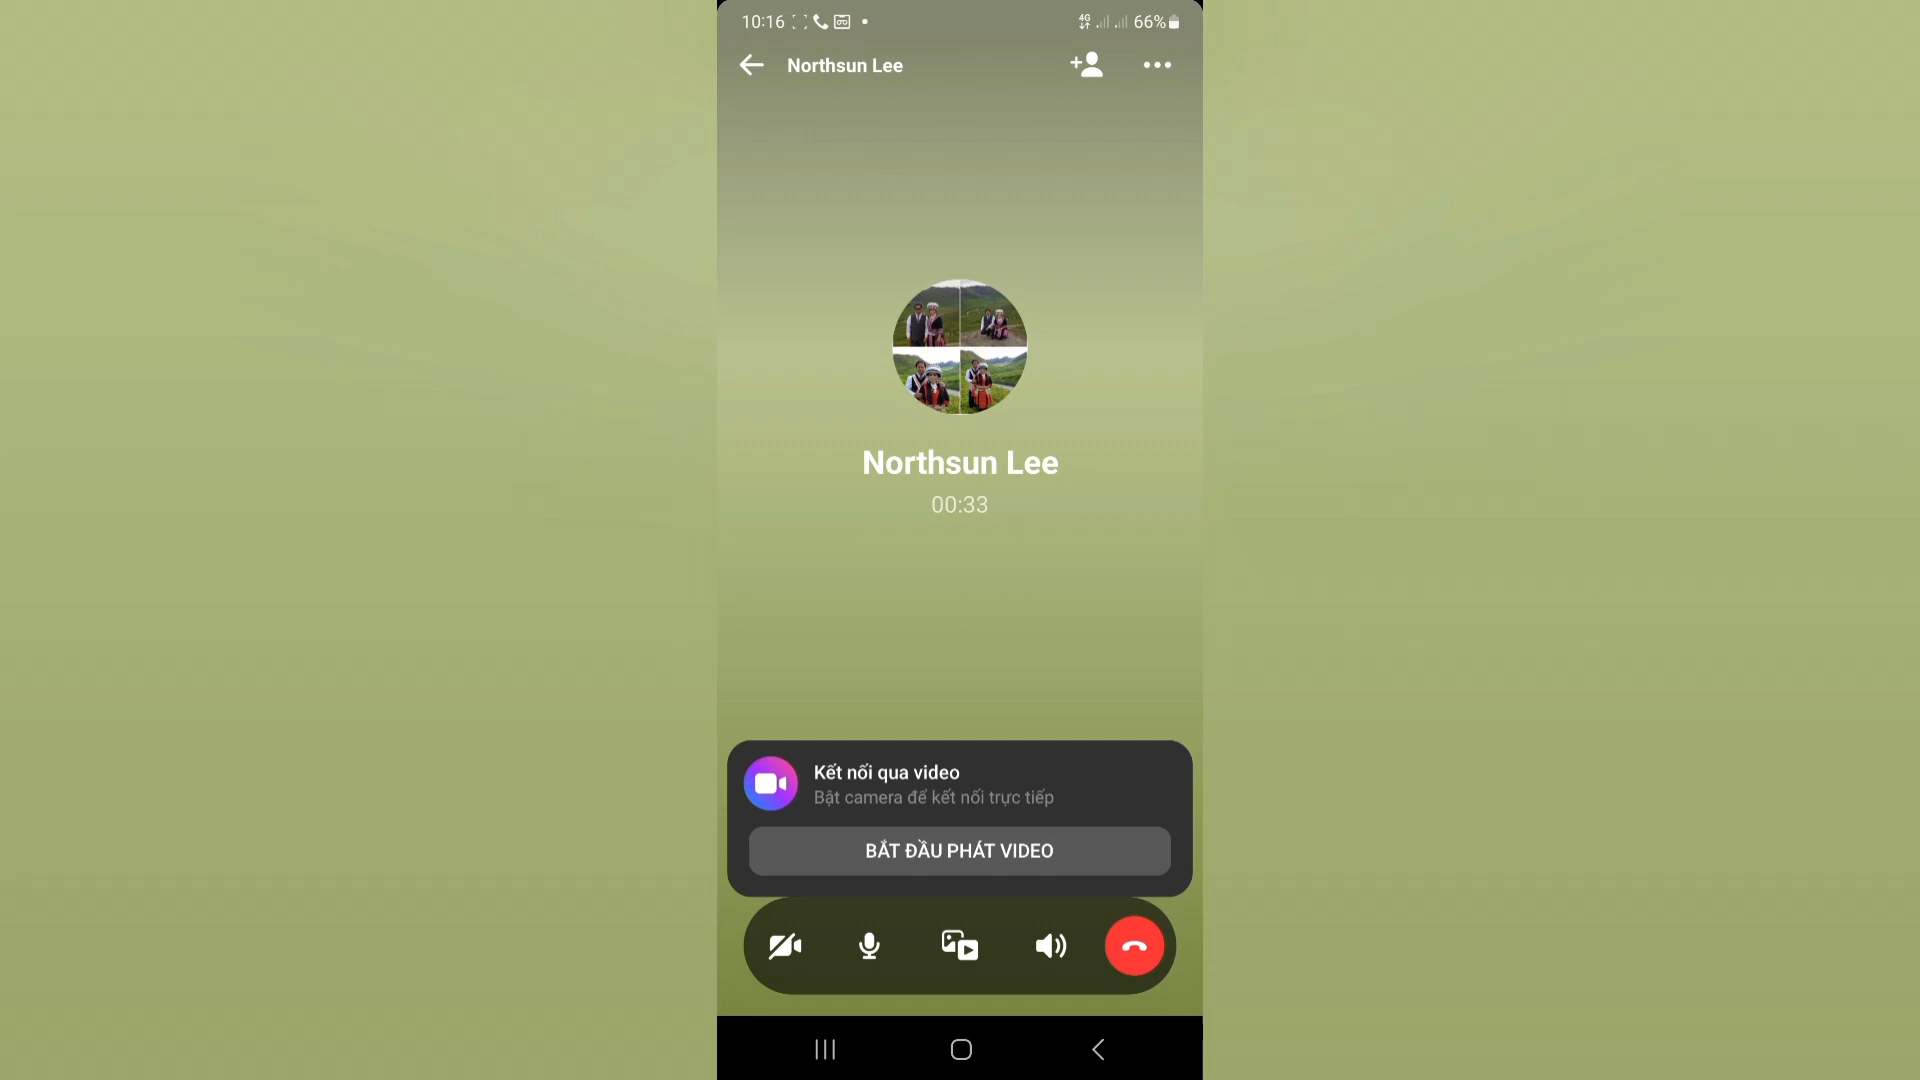 10:16
4G
66%
Northsun Lee
Northsun Lee
00:33
Kết nối qua video
Bật camera để kết nối trực tiếp
BẮT ĐẦU PHÁT VIDEO